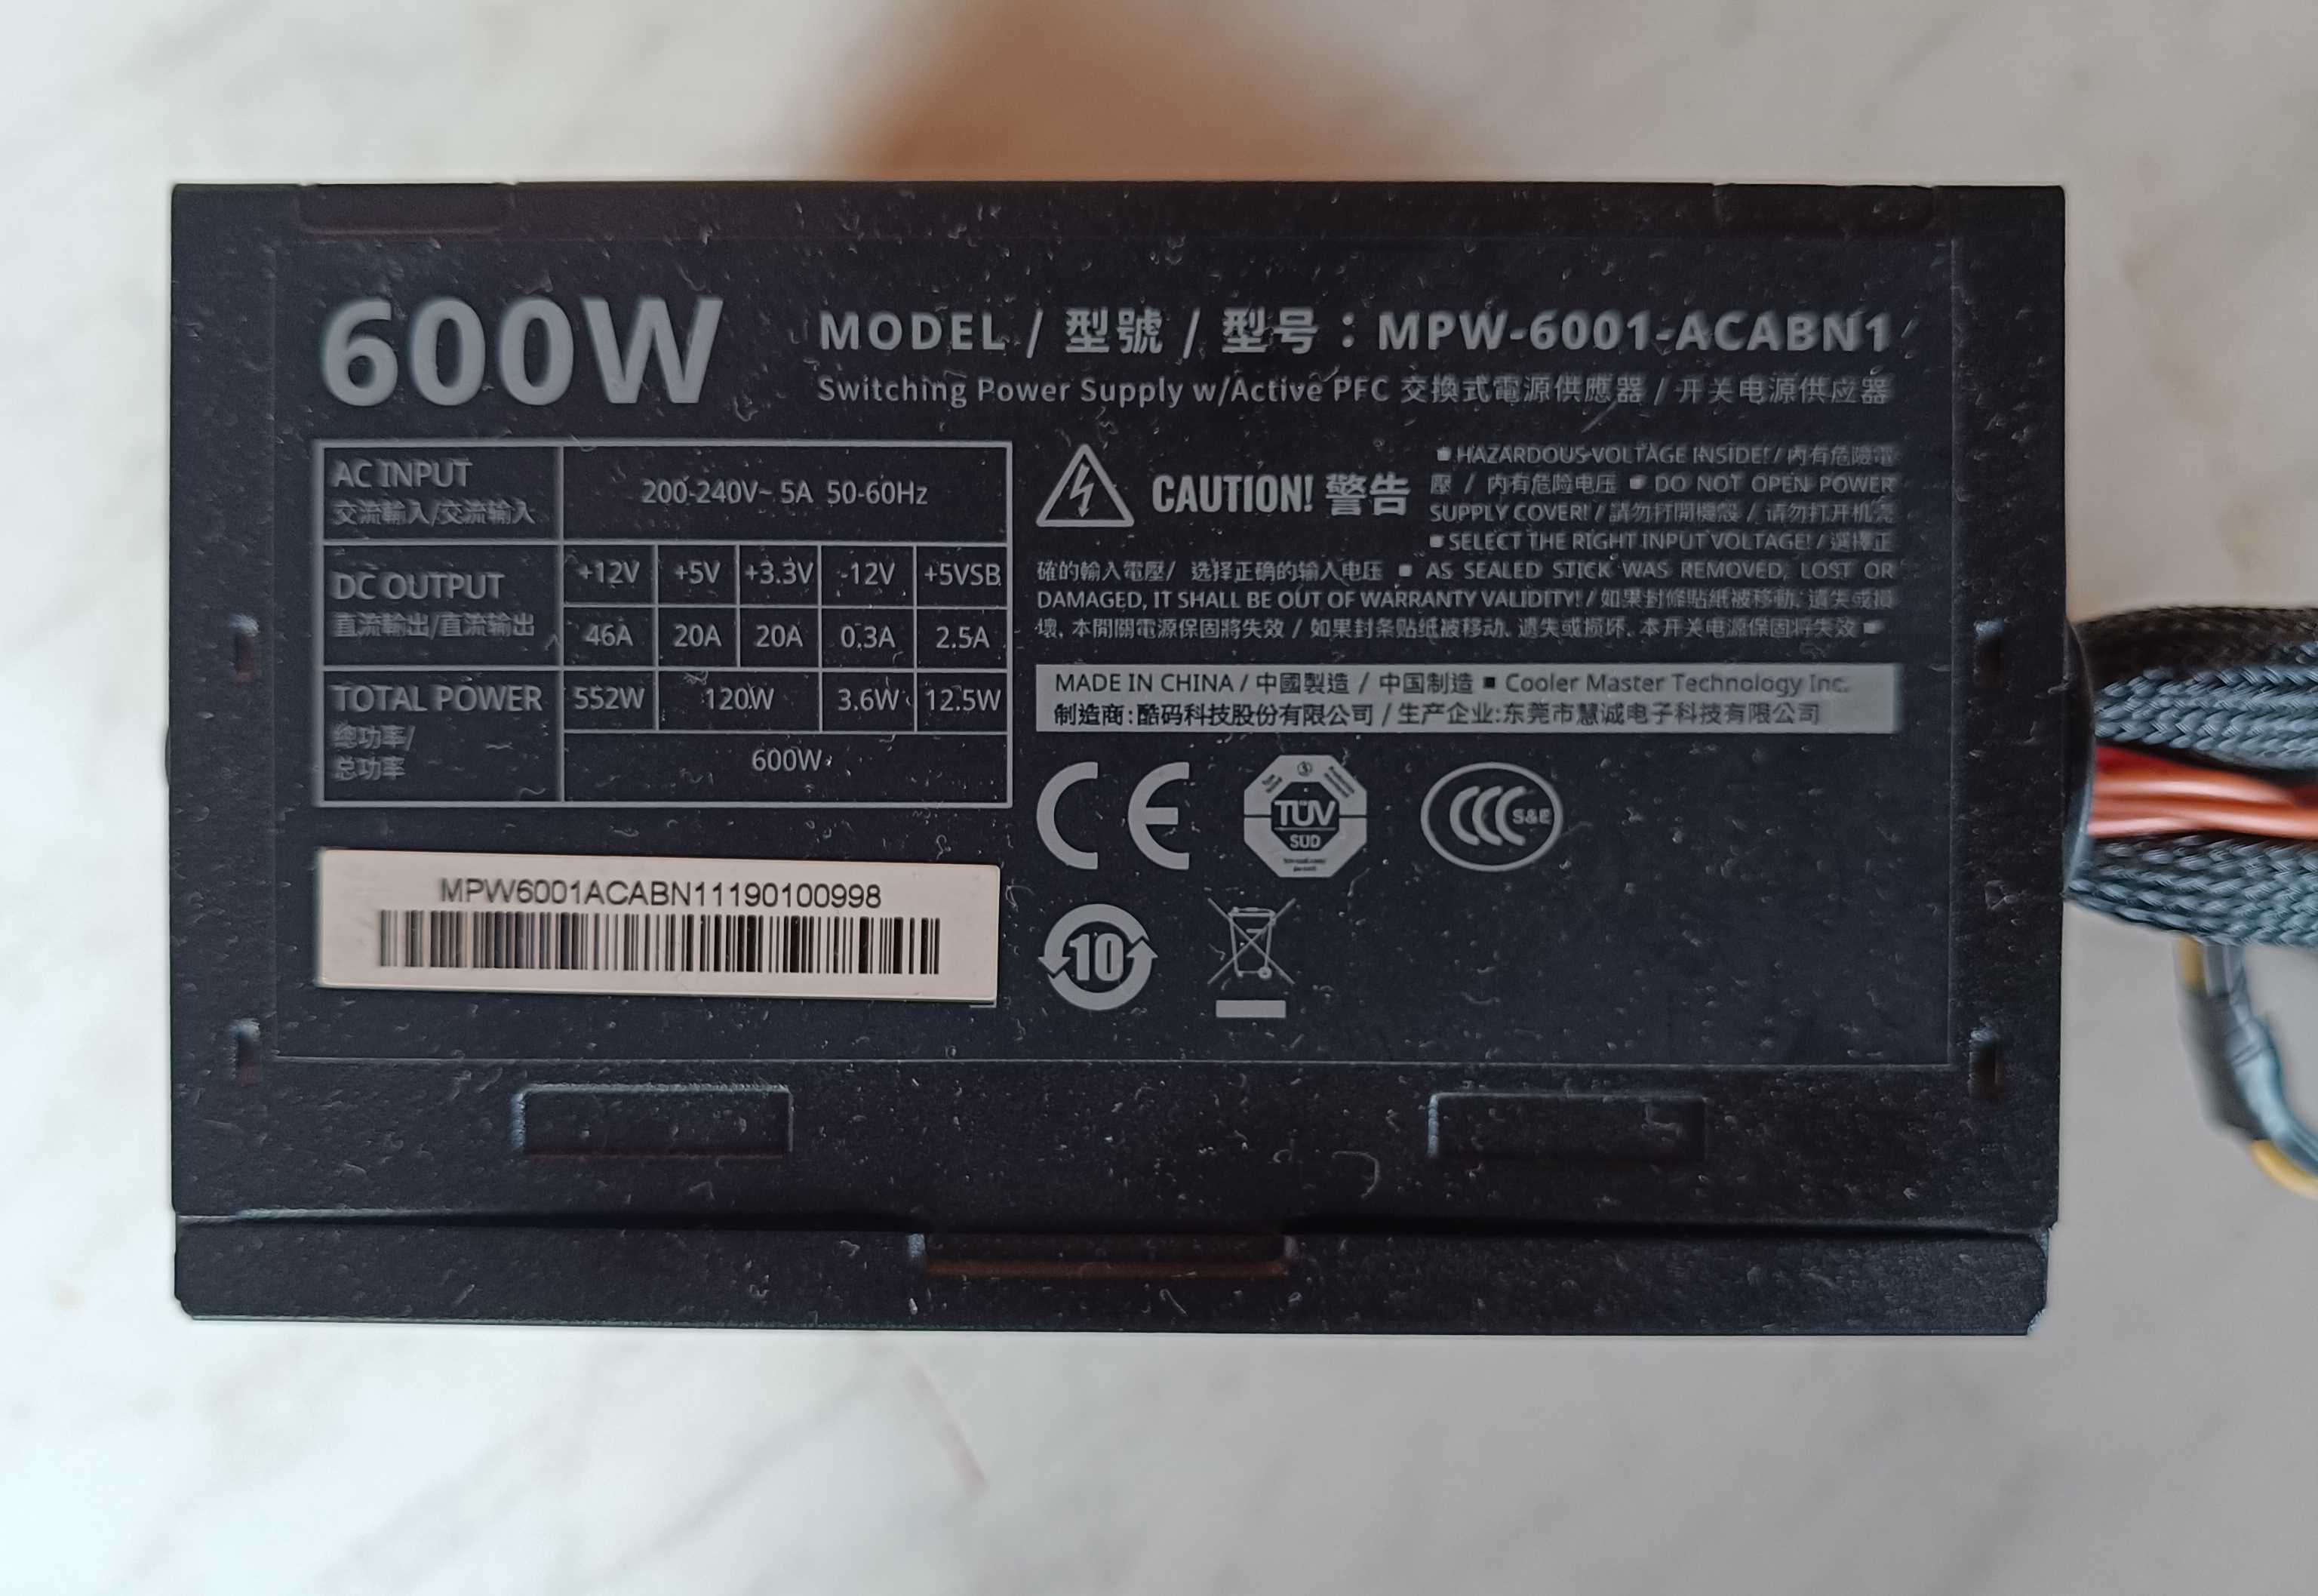 600W
MODEL / 型號 / 型号：MPW-6001-ACABN1
Switching Power Supply w/Active PFC 交換式電源供應器 / 开关电源供应器
AC INPUT
交流輸入/交流输入
200-240V~ 5A 50-60Hz
DC OUTPUT
直流輸出/直流输出
+12V +5V +3.3V -12V +5VSB
46A 20A 20A 0.3A 2.5A
TOTAL POWER
總功率/
总功率
552W 120W 3.6W 12.5W
600W
CAUTION! 警告
■ HAZARDOUS VOLTAGE INSIDE! / 內有危險電
壓 / 内有危险电压 ■ DO NOT OPEN POWER
SUPPLY COVER! / 請勿打開機殼 / 请勿打开机壳
■ SELECT THE RIGHT INPUT VOLTAGE! / 選擇正
確的輸入電壓/ 选择正确的输入电压 ■ AS SEALED STICK WAS REMOVED, LOST OR
DAMAGED, IT SHALL BE OUT OF WARRANTY VALIDITY! / 如果封條貼紙被移動, 遺失或損
壞, 本開關電源保固將失效 / 如果封条贴纸被移动, 遗失或损坏, 本开关电源保固将失效 ■
MADE IN CHINA / 中國製造 / 中国制造 ■ Cooler Master Technology Inc.
制造商:酷码科技股份有限公司 / 生产企业:东莞市慧诚电子科技有限公司
CE
TÜV
SÜD
CCC S&E
10
MPW6001ACABN11190100998